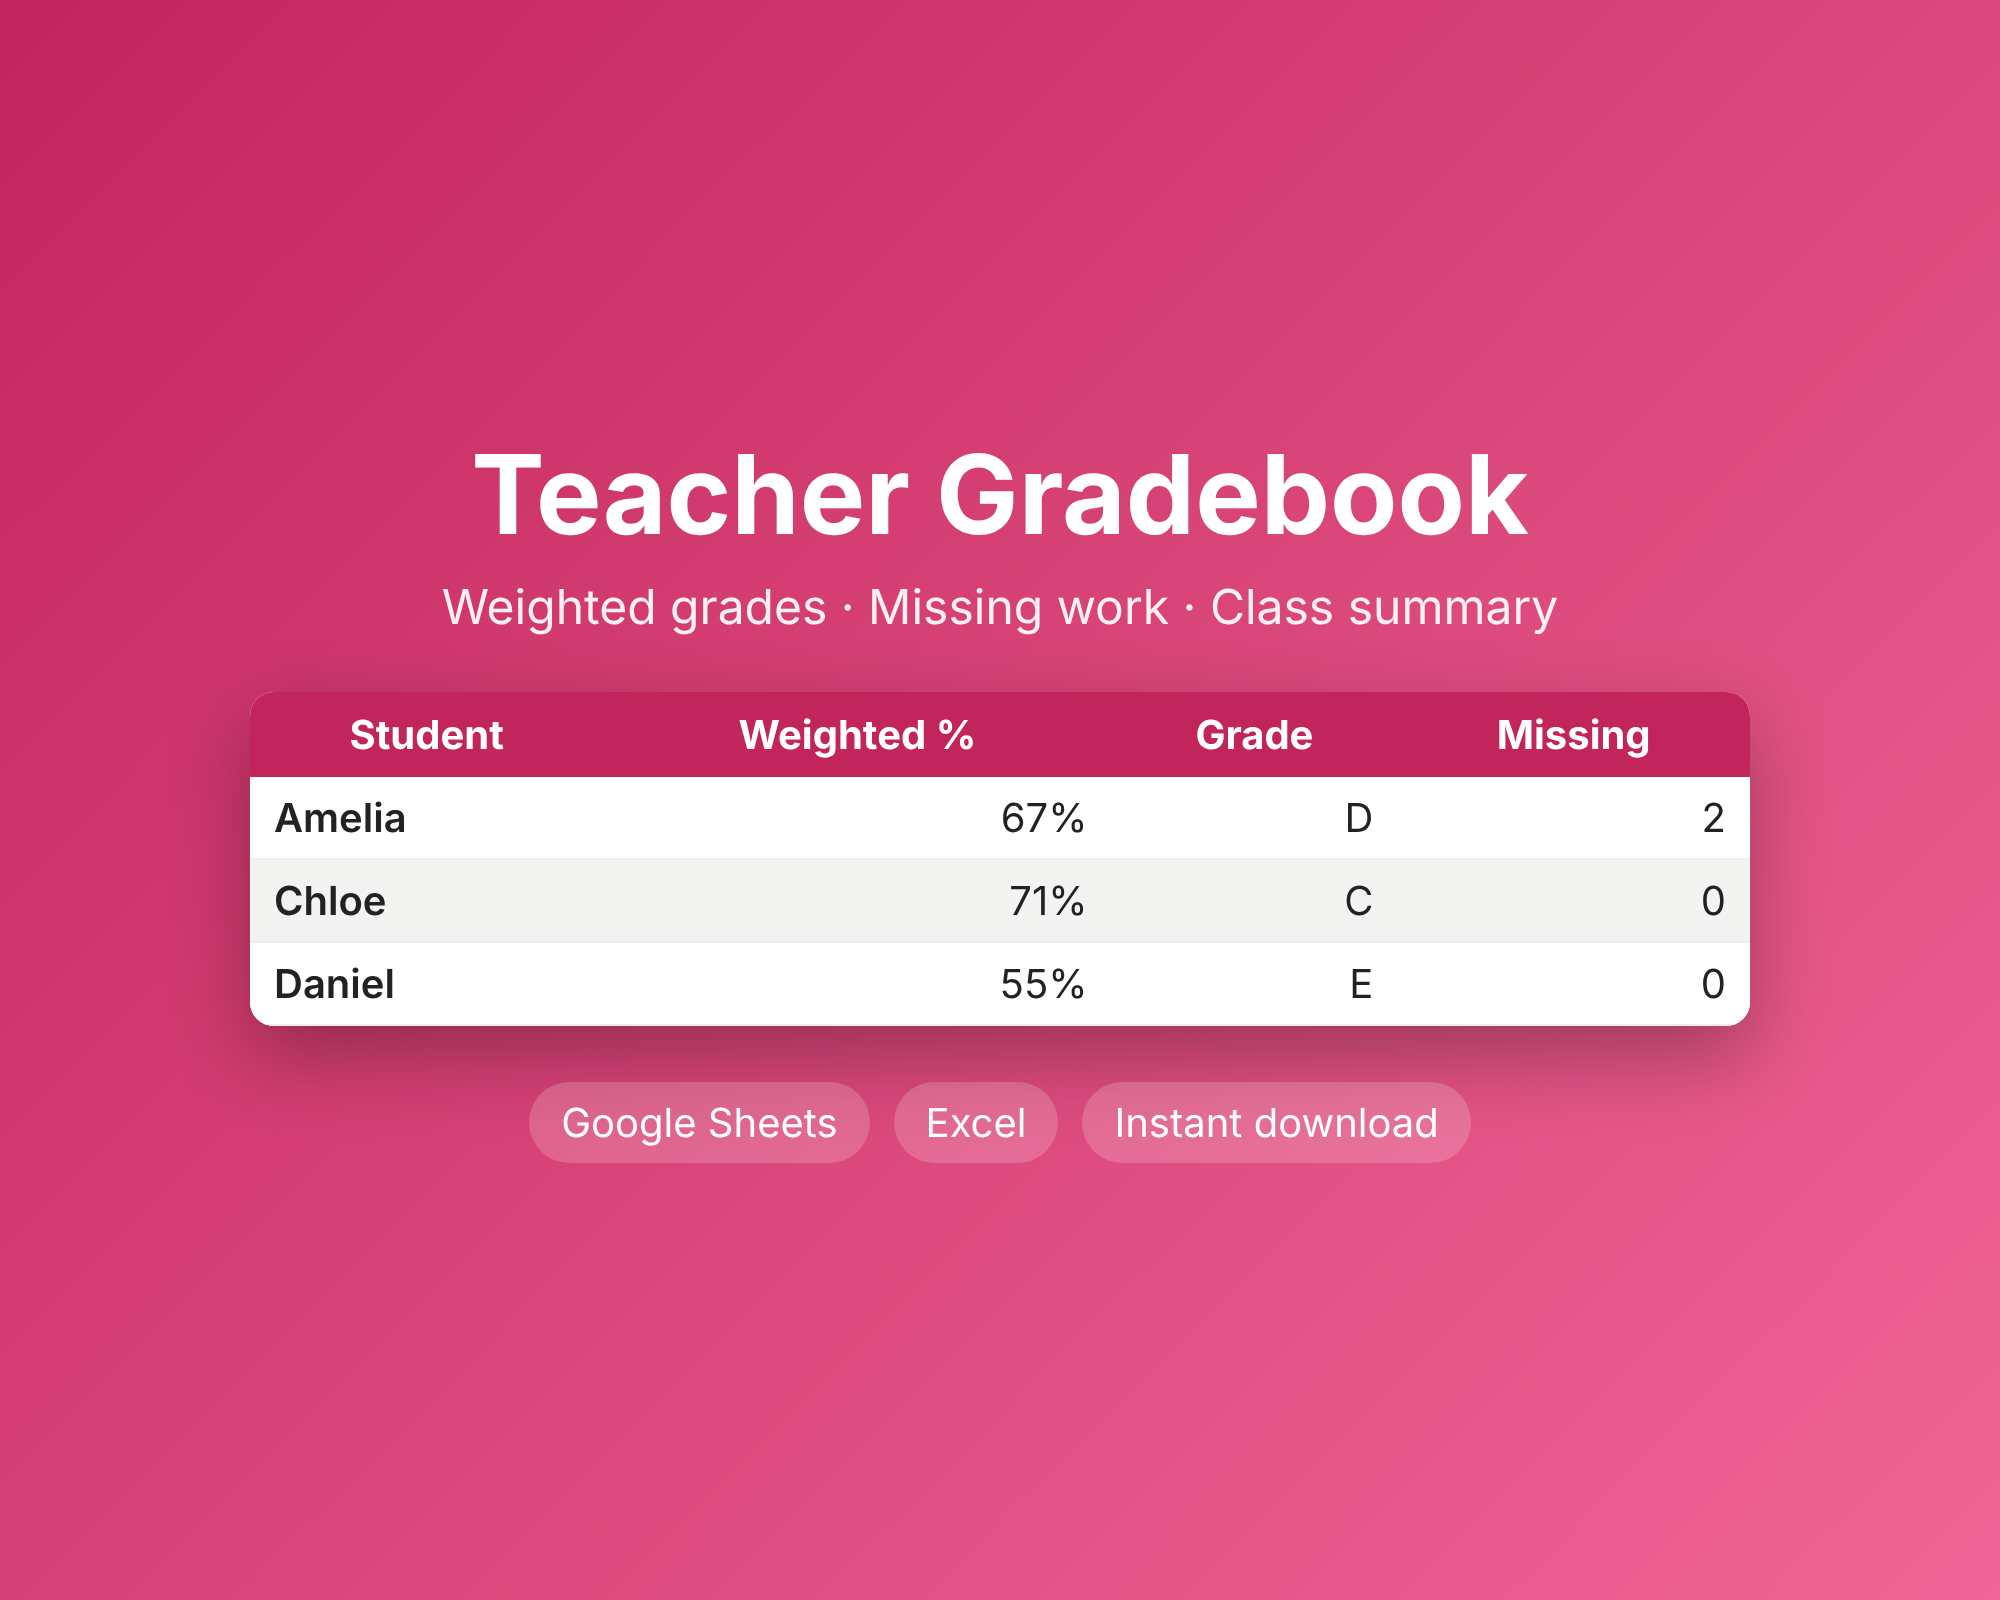 Teacher Gradebook
Weighted grades · Missing work · Class summary
Student Weighted % Grade Missing
Amelia 67% D 2
Chloe 71% C 0
Daniel 55% E 0
Google Sheets Excel Instant download